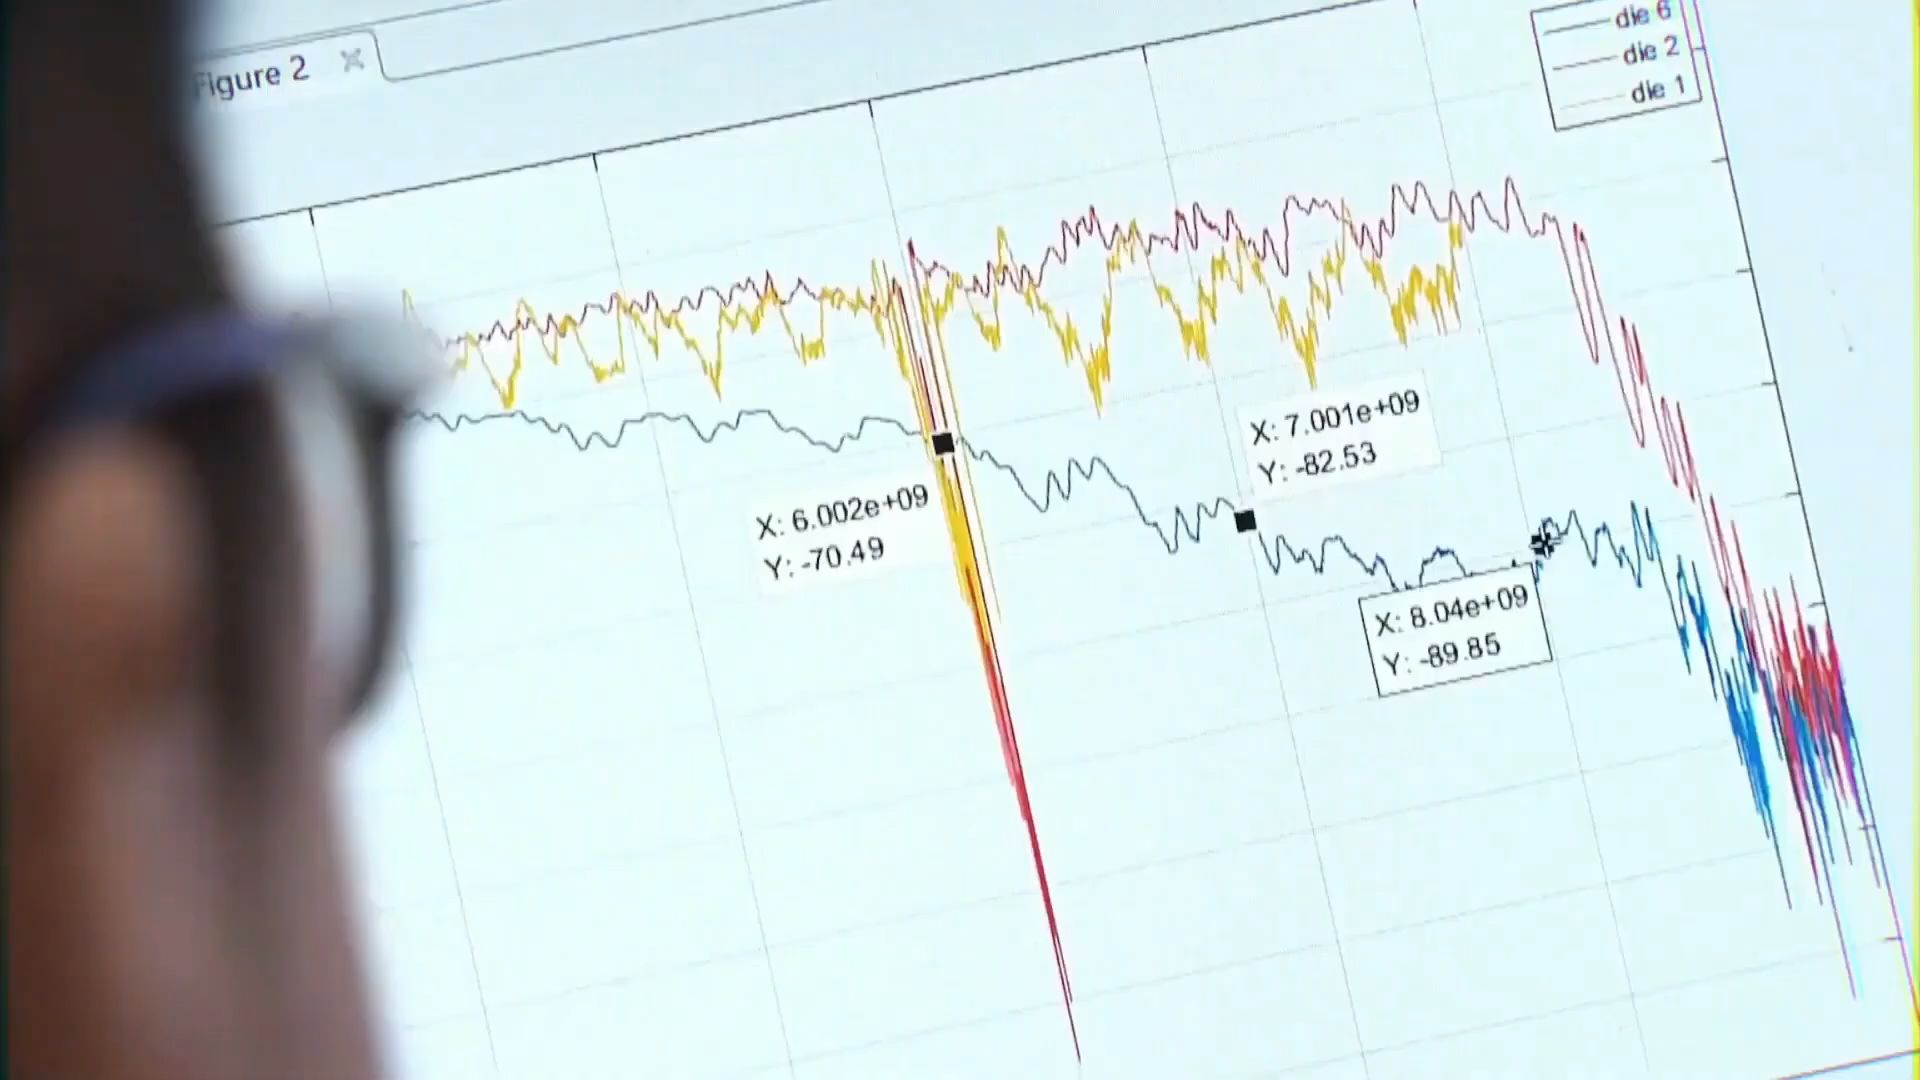 Figure 2
die 6
die 2
die 1
X: 7.001e+09
Y: -82.53
X: 6.002e+09
Y: -70.49
X: 8.04e+09
Y: -89.85